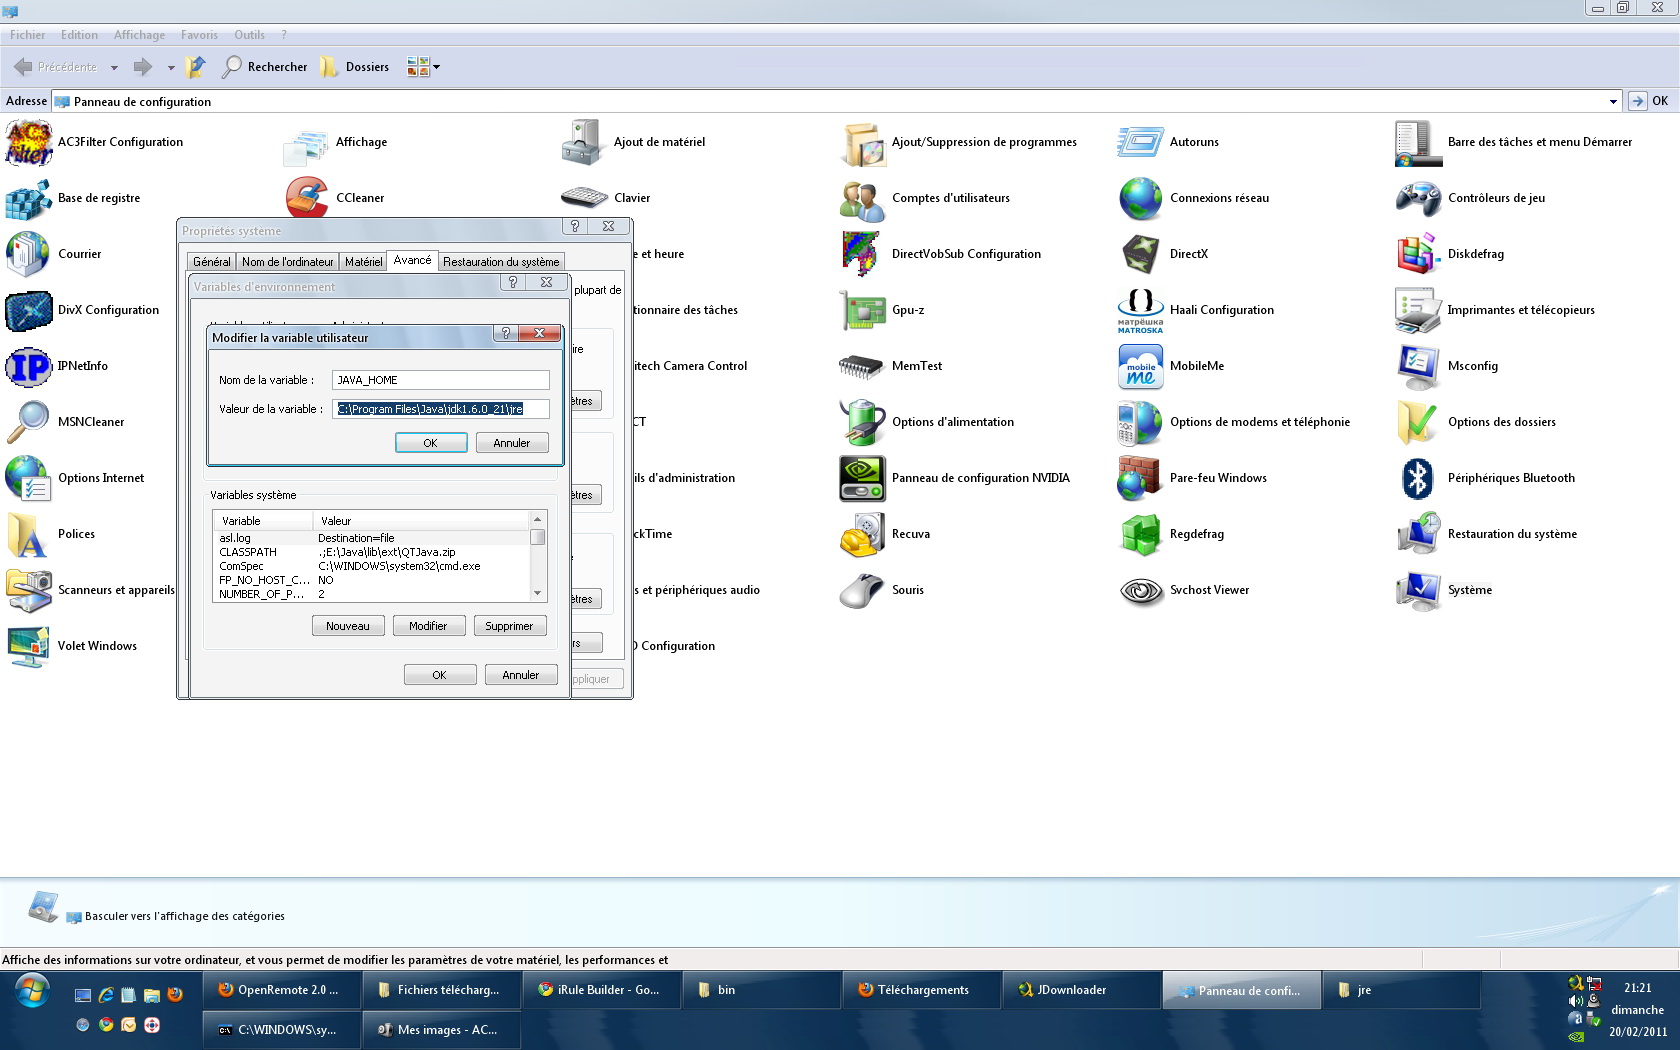 Fichier Edition Affichage Favoris Outils ?
Précédente Rechercher Dossiers
Adresse Panneau de configuration OK
AC3Filter Configuration Affichage Ajout de matériel Ajout/Suppression de programmes Autoruns Barre des tâches et menu Démarrer
Base de registre CCleaner Clavier Comptes d'utilisateurs Connexions réseau Contrôleurs de jeu
Courrier e et heure DirectVobSub Configuration DirectX Diskdefrag
DivX Configuration tionnaire des tâches Gpu-z Haali Configuration Imprimantes et télécopieurs
матрёшка
MATROSKA
IPNetInfo itech Camera Control MemTest MobileMe Msconfig
IP
mobile
me
MSNCleaner CT Options d'alimentation Options de modems et téléphonie Options des dossiers
Options Internet ils d'administration Panneau de configuration NVIDIA Pare-feu Windows Périphériques Bluetooth
Polices ckTime Recuva Regdefrag Restauration du système
Scanneurs et appareils s et périphériques audio Souris Svchost Viewer Système
Volet Windows D Configuration
Propriétés système
Général Nom de l'ordinateur Matériel Avancé Restauration du système
plupart de
ire
ètres
ètres
ètres
rs
ppliquer
Variables d'environnement
Modifier la variable utilisateur
Nom de la variable : JAVA_HOME
Valeur de la variable : C:\Program Files\Java\jdk1.6.0_21\jre
OK Annuler
Variables système
Variable Valeur
asl.log Destination=file
CLASSPATH .;E:\Java\lib\ext\QTJava.zip
ComSpec C:\WINDOWS\system32\cmd.exe
FP_NO_HOST_C... NO
NUMBER_OF_P... 2
Nouveau Modifier Supprimer
OK Annuler
Basculer vers l'affichage des catégories
Affiche des informations sur votre ordinateur, et vous permet de modifier les paramètres de votre matériel, les performances et
OpenRemote 2.0 ... Fichiers télécharg... iRule Builder - Go... bin Téléchargements JDownloader Panneau de confi... jre
C:\WINDOWS\sy... Mes images - AC...
21:21
dimanche
20/02/2011